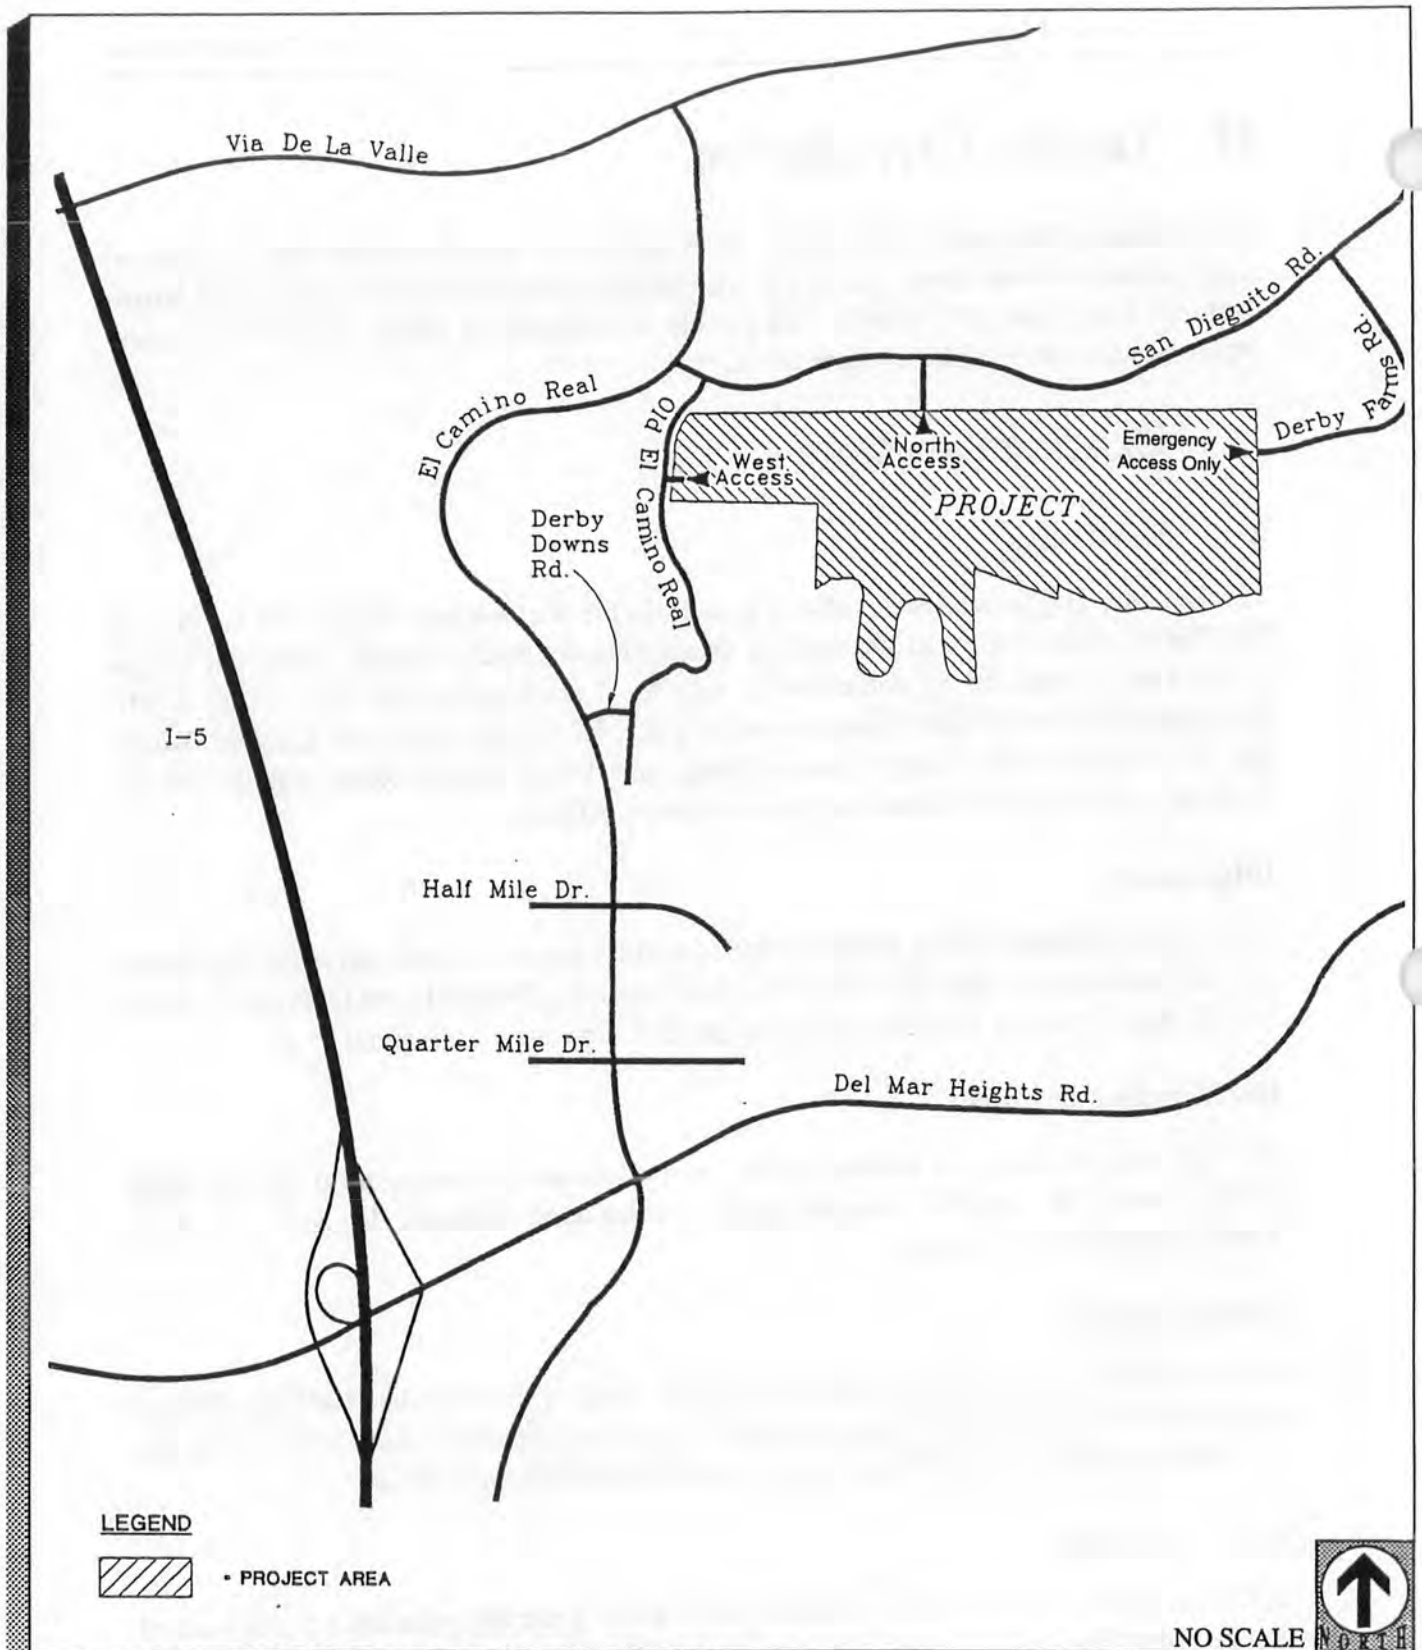 Via De La Valle
San Dieguito Rd.
Derby Farms Rd.
El Camino Real
Old El Camino Real
West
Access
North
Access
Emergency
Access Only
PROJECT
Derby
Downs
Rd.
I-5
Half Mile Dr.
Quarter Mile Dr.
Del Mar Heights Rd.
LEGEND
- PROJECT AREA
NO SCALE
NORTH